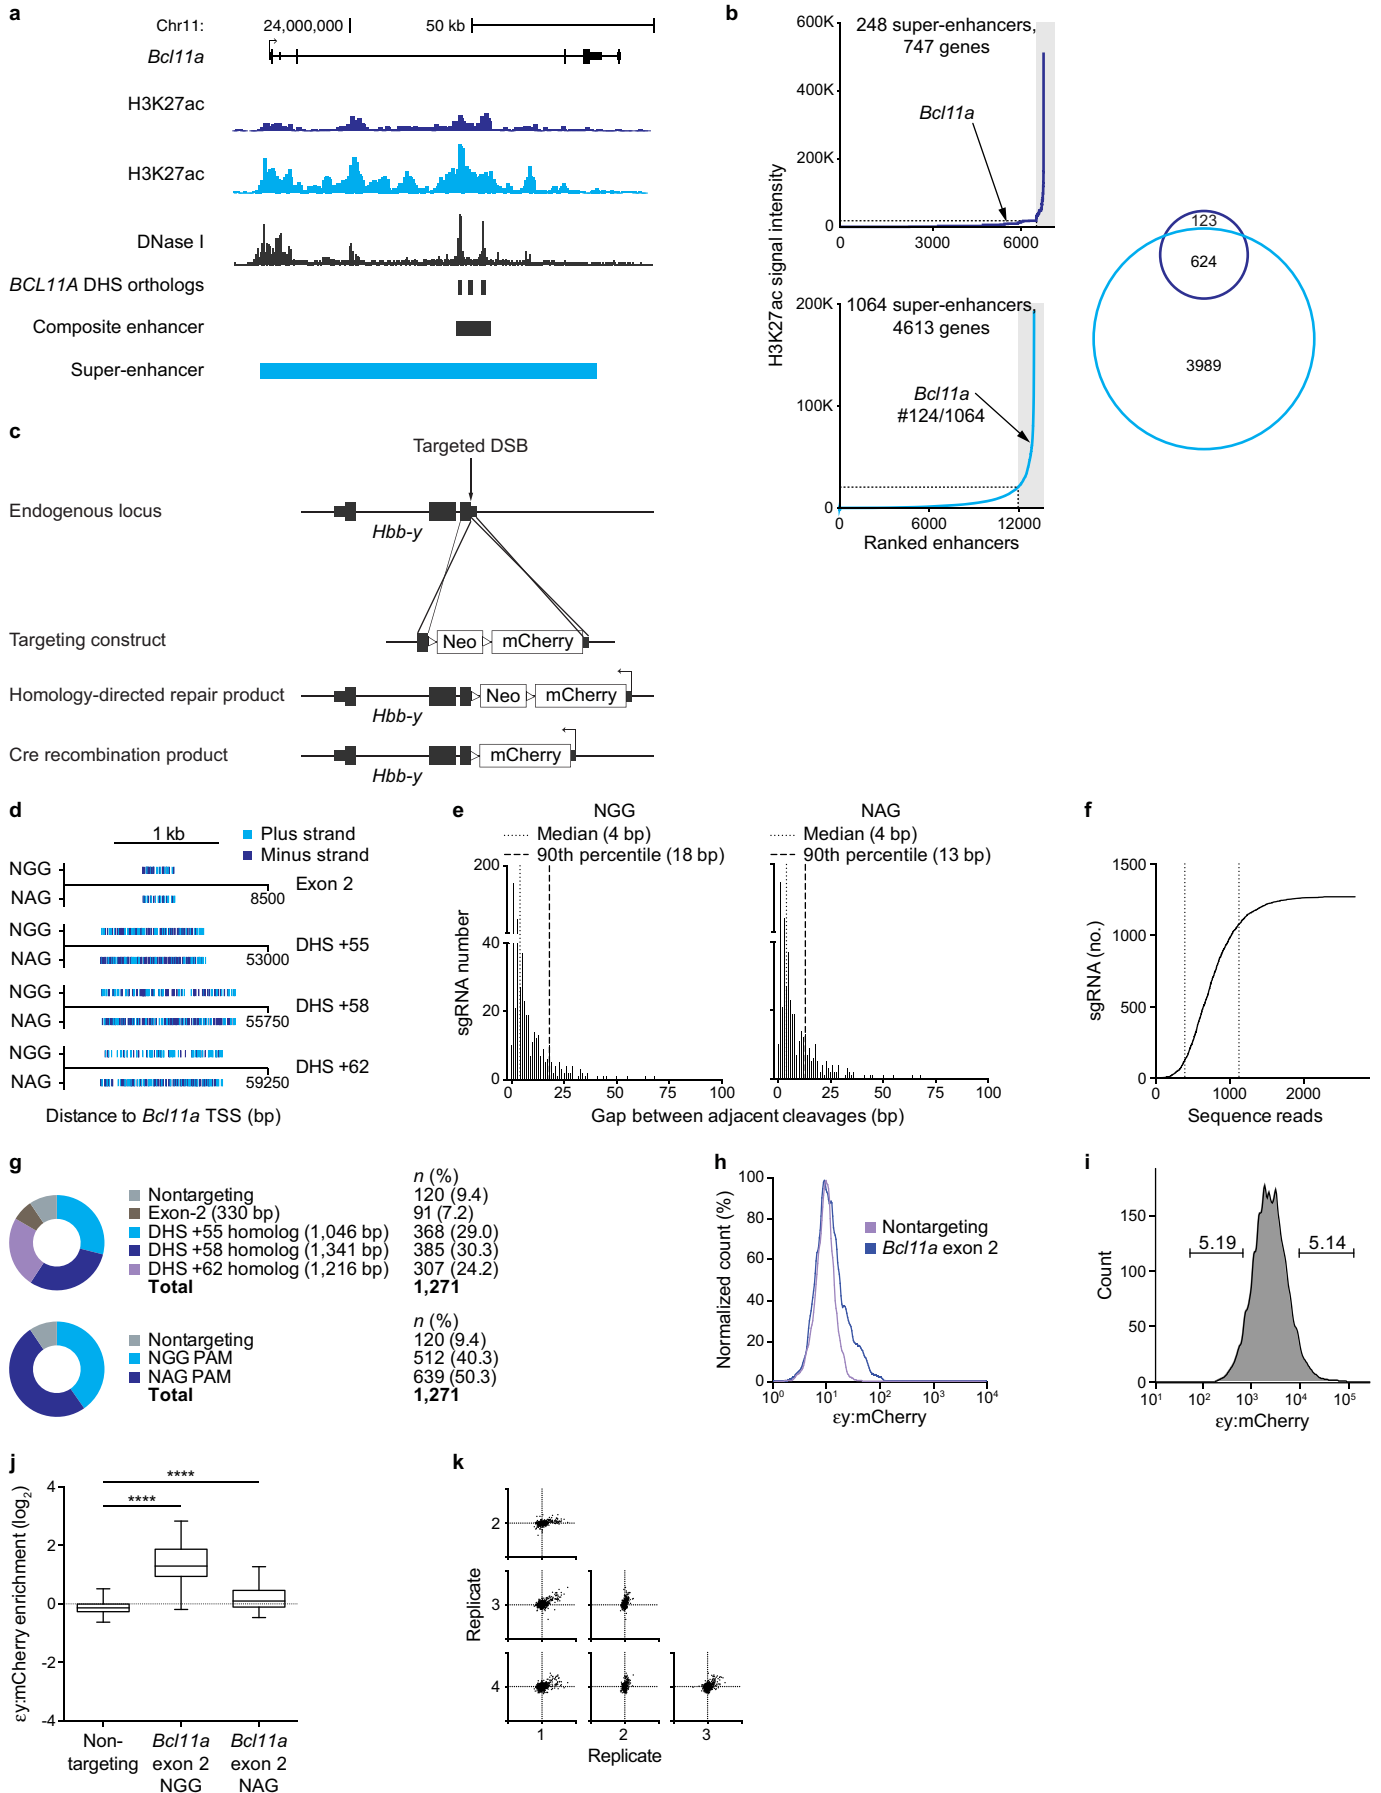 a
Chr11:
24,000,000
50 kb
Bcl11a
H3K27ac
H3K27ac
DNase I
BCL11A DHS orthologs
Composite enhancer
Super-enhancer
b
H3K27ac signal intensity
600K
400K
200K
0
248 super-enhancers,
747 genes
Bcl11a
0
3000
6000
200K
100K
0
1064 super-enhancers,
4613 genes
Bcl11a
#124/1064
0
6000
12000
Ranked enhancers
123
624
3989
c
Targeted DSB
Endogenous locus
Hbb-y
Targeting construct
Neo
mCherry
Homology-directed repair product
Neo
mCherry
Hbb-y
Cre recombination product
mCherry
Hbb-y
d
1 kb
Plus strand
Minus strand
NGG
NAG
8500
Exon 2
NGG
NAG
53000
DHS +55
NGG
NAG
55750
DHS +58
NGG
NAG
59250
DHS +62
Distance to Bcl11a TSS (bp)
e
NGG
Median (4 bp)
90th percentile (18 bp)
NAG
Median (4 bp)
90th percentile (13 bp)
sgRNA number
200
40
20
0
0
25
50
75
100
0
25
50
75
100
Gap between adjacent cleavages (bp)
f
sgRNA (no.)
1500
1000
500
0
0
1000
2000
Sequence reads
g
n (%)
Nontargeting 120 (9.4)
Exon-2 (330 bp) 91 (7.2)
DHS +55 homolog (1,046 bp) 368 (29.0)
DHS +58 homolog (1,341 bp) 385 (30.3)
DHS +62 homolog (1,216 bp) 307 (24.2)
Total 1,271
n (%)
Nontargeting 120 (9.4)
NGG PAM 512 (40.3)
NAG PAM 639 (50.3)
Total 1,271
h
Normalized count (%)
100
80
60
40
20
0
Nontargeting
Bcl11a exon 2
10⁰
10¹
10²
10³
10⁴
εy:mCherry
i
Count
150
100
50
0
5.19
5.14
10¹
10²
10³
10⁴
10⁵
εy:mCherry
j
εy:mCherry enrichment (log₂)
4
2
0
-2
-4
****
****
Non-
targeting
Bcl11a
exon 2
NGG
Bcl11a
exon 2
NAG
k
Replicate
2
3
4
1
2
3
Replicate